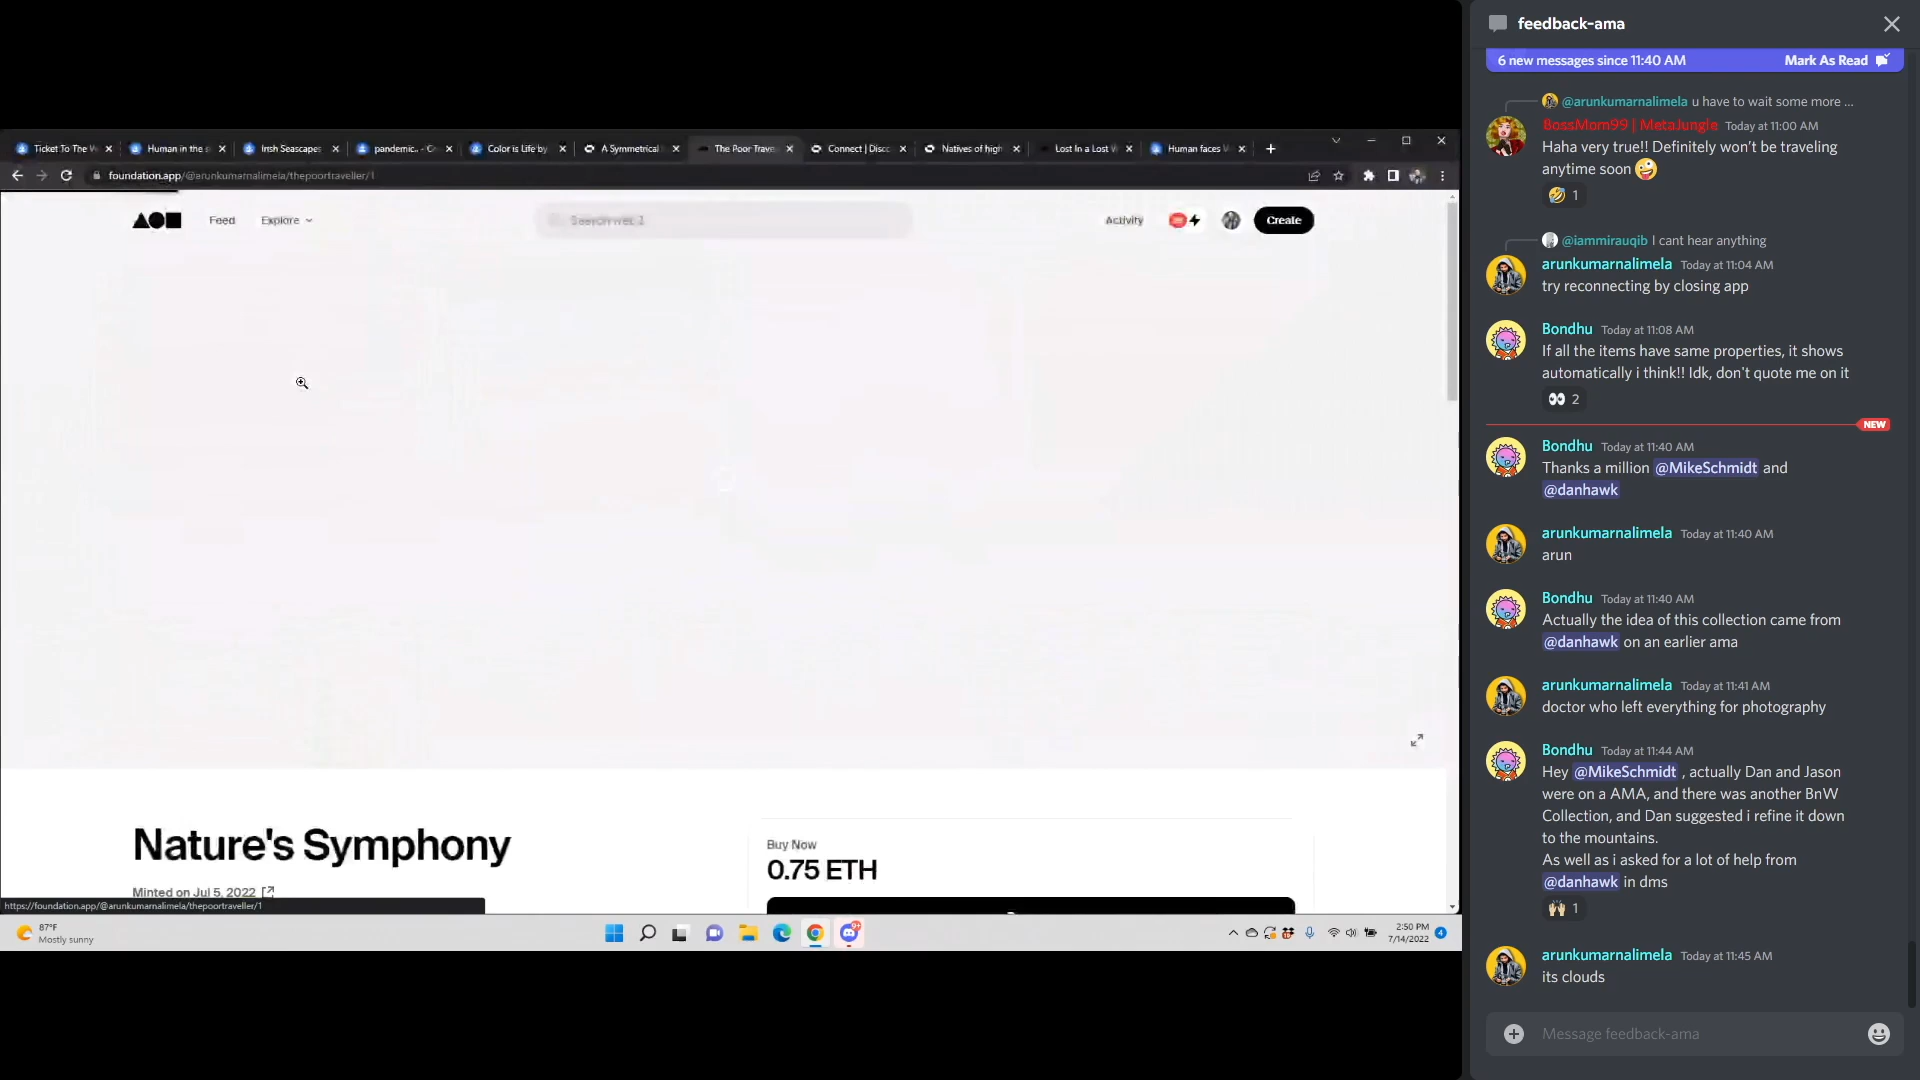 Ticket To The W
Human in the s
Irish Seascapes
pandemic.. - C
Color is Life by
A Symmetrical
The Poor Trave
Connect | Disc
Natives of high
Lost In a Lost W
Human faces V
foundation.app/@arunkumarnalimela/thepoortraveller/1
Feed
Explore
Activity
Create
Nature's Symphony
Minted on Jul 5, 2022
Buy Now
0.75 ETH
https://foundation.app/@arunkumarnalimela/thepoortraveller/1
87°F
Mostly sunny
2:50 PM
7/14/2022
4
feedback-ama
6 new messages since 11:40 AM
Mark As Read
@arunkumarnalimela u have to wait some more ...
BossMom99 | MetaJungle Today at 11:00 AM
Haha very true!! Definitely won't be traveling
anytime soon 🤪
🤣 1
@iammirauqib I cant hear anything
arunkumarnalimela Today at 11:04 AM
try reconnecting by closing app
Bondhu Today at 11:08 AM
If all the items have same properties, it shows
automatically i think!! Idk, don't quote me on it
👀 2
NEW
Bondhu Today at 11:40 AM
Thanks a million @MikeSchmidt and
@danhawk
arunkumarnalimela Today at 11:40 AM
arun
Bondhu Today at 11:40 AM
Actually the idea of this collection came from
@danhawk on an earlier ama
arunkumarnalimela Today at 11:41 AM
doctor who left everything for photography
Bondhu Today at 11:44 AM
Hey @MikeSchmidt , actually Dan and Jason
were on a AMA, and there was another BnW
Collection, and Dan suggested i refine it down
to the mountains.
As well as i asked for a lot of help from
@danhawk in dms
🙌🏻 1
arunkumarnalimela Today at 11:45 AM
its clouds
Message feedback-ama